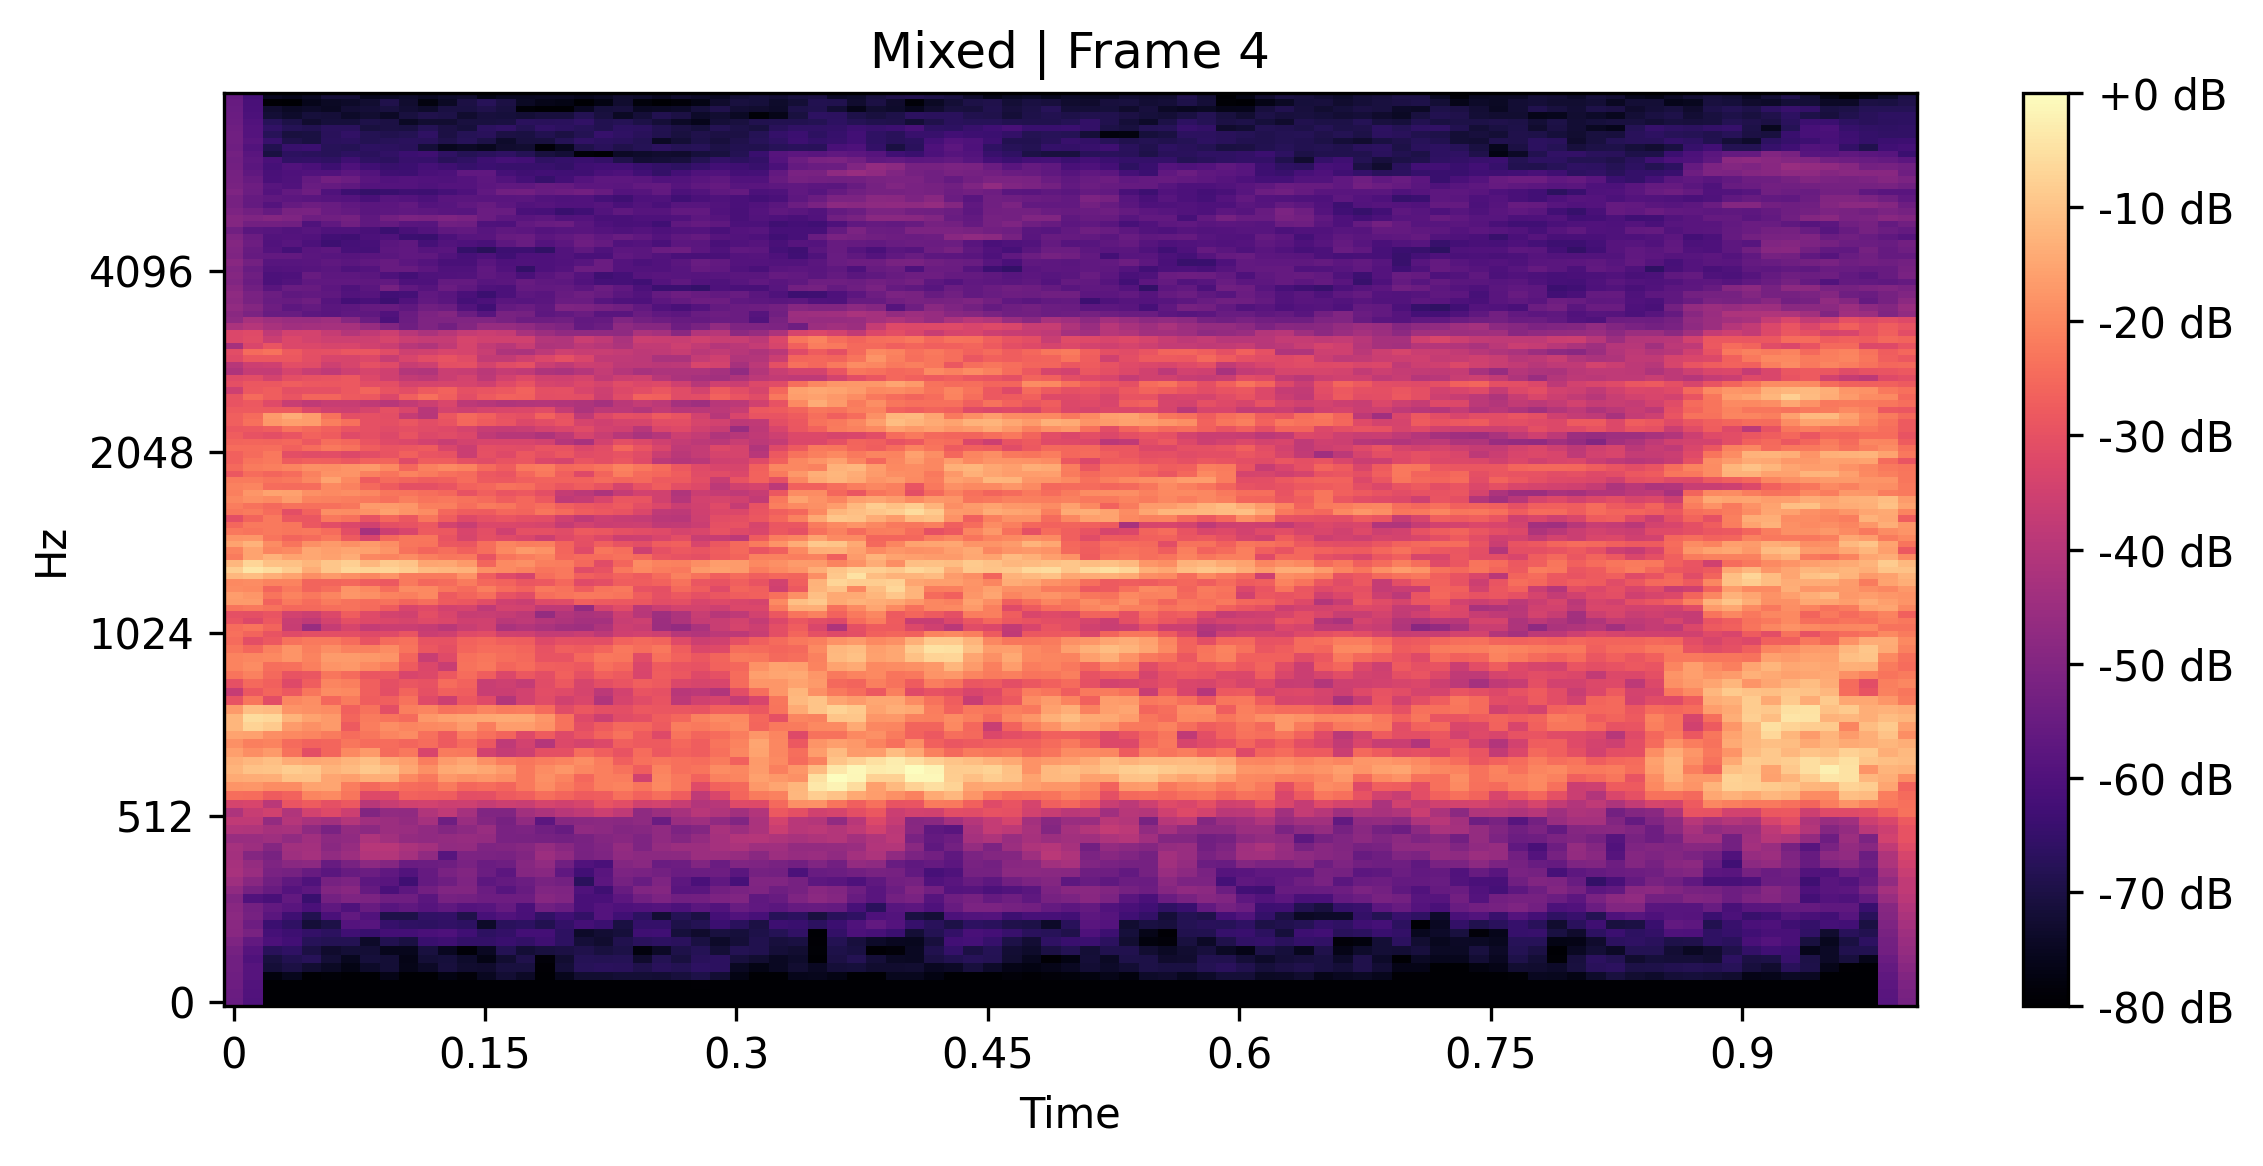 Mixed | Frame 4
Hz
4096
2048
1024
512
0
0 0.15 0.3 0.45 0.6 0.75 0.9
Time
+0 dB
-10 dB
-20 dB
-30 dB
-40 dB
-50 dB
-60 dB
-70 dB
-80 dB